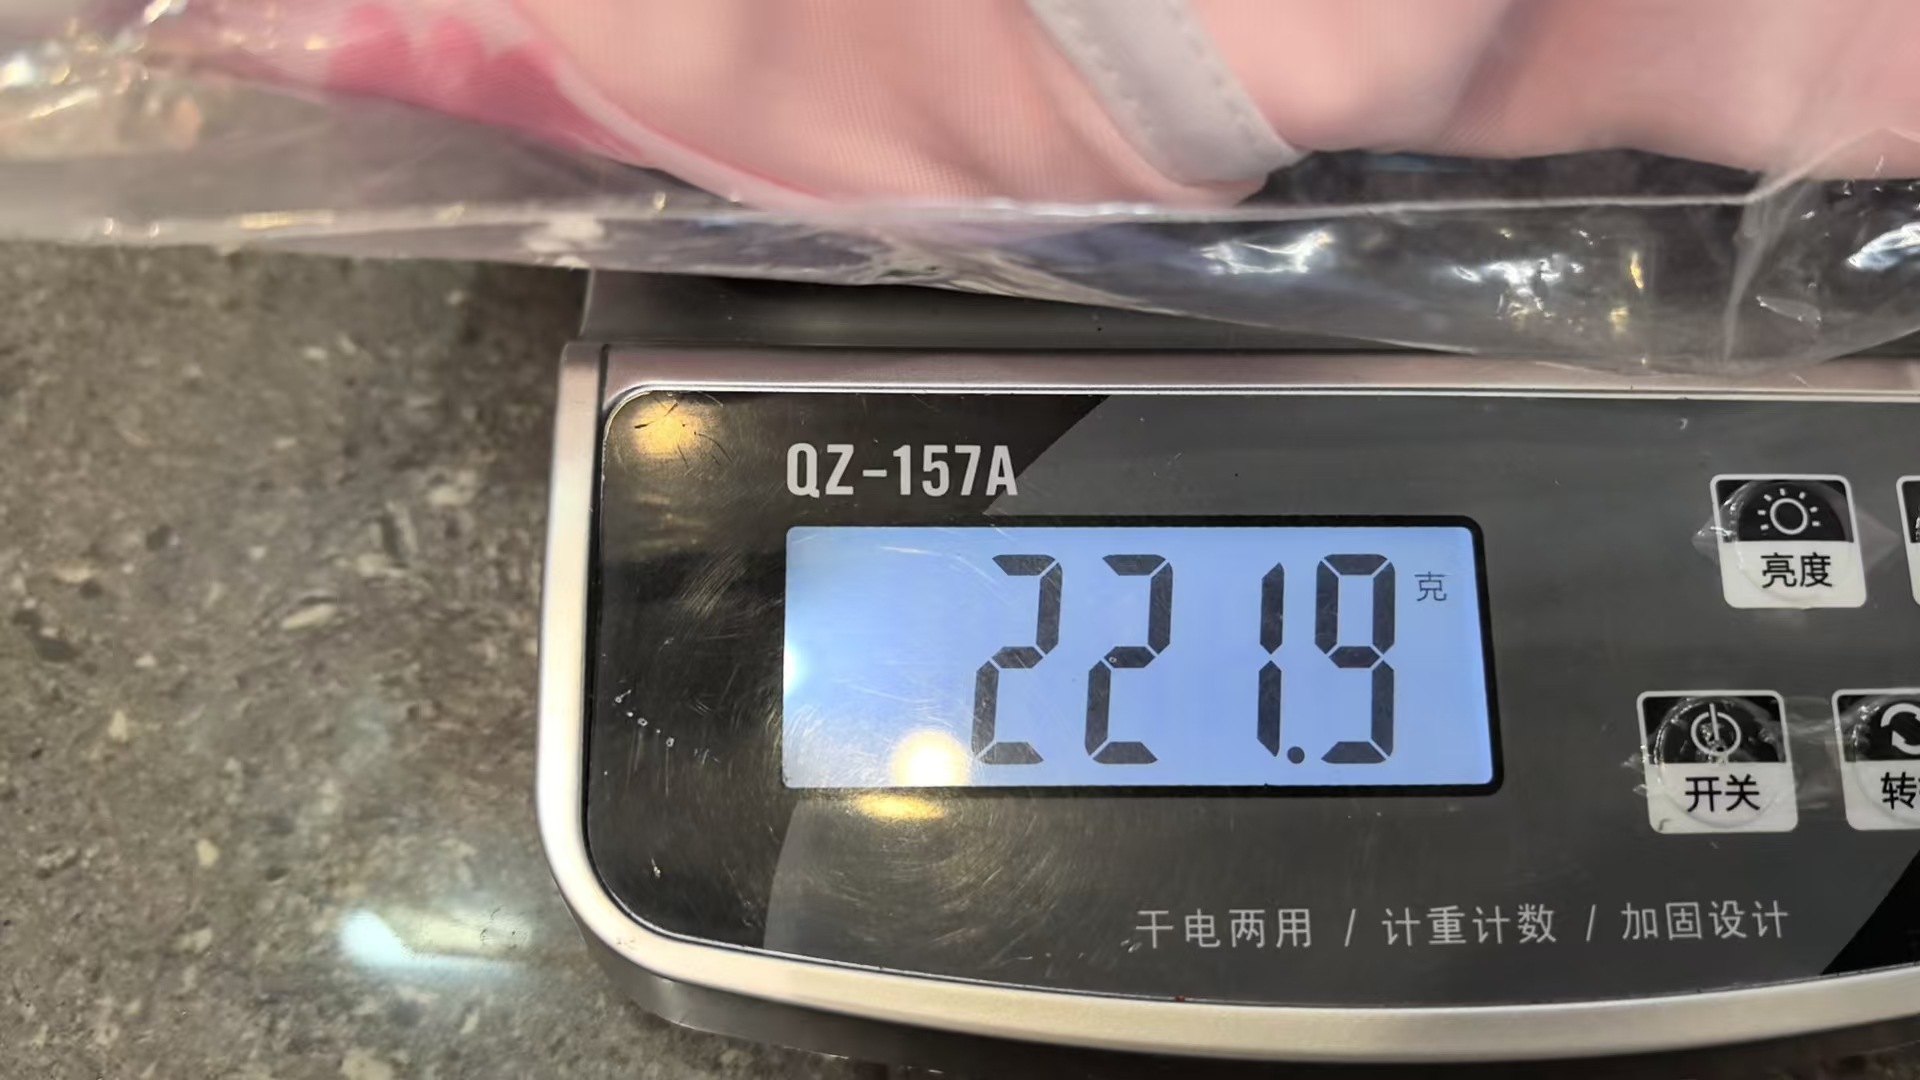 QZ-157A
221.9 克
亮度
开关
转
干电两用 / 计重计数 / 加固设计